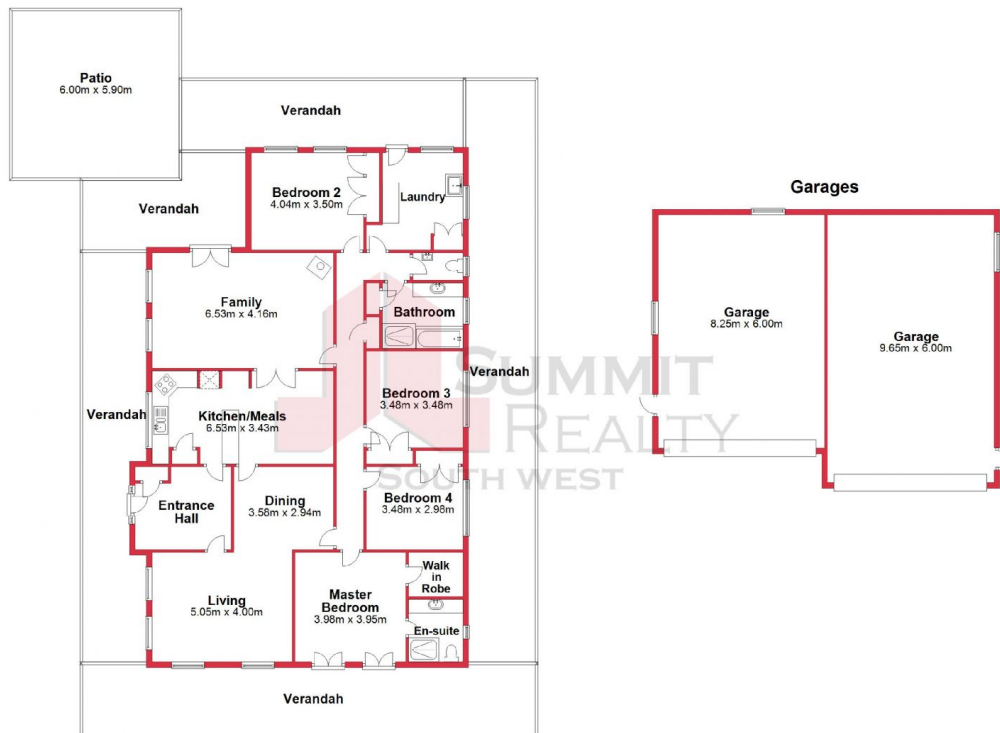 Patio
6.00m x 5.90m
Verandah
Bedroom 2
4.04m x 3.50m
Laundry
Verandah
Garages
Family
6.53m x 4.16m
Bathroom
Garage
8.25m x 6.00m
Garage
9.65m x 6.00m
SUMMIT
REALTY
SOUTH WEST
Verandah
Bedroom 3
3.48m x 3.48m
Verandah
Kitchen/Meals
6.53m x 3.43m
Entrance
Hall
Dining
3.58m x 2.94m
Bedroom 4
3.48m x 2.98m
Walk
in
Robe
Living
5.05m x 4.00m
Master
Bedroom
3.98m x 3.95m
En-suite
Verandah